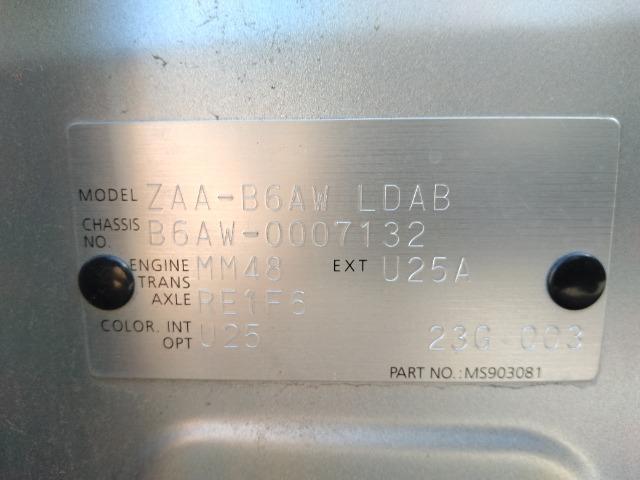 MODEL ZAA-B6AW LDAB
CHASSIS NO. B6AW-0007132
ENGINE MM48 EXT U25A
TRANS AXLE RE1F6
COLOR. INT U25
OPT 23G 003
PART NO.:MS903081